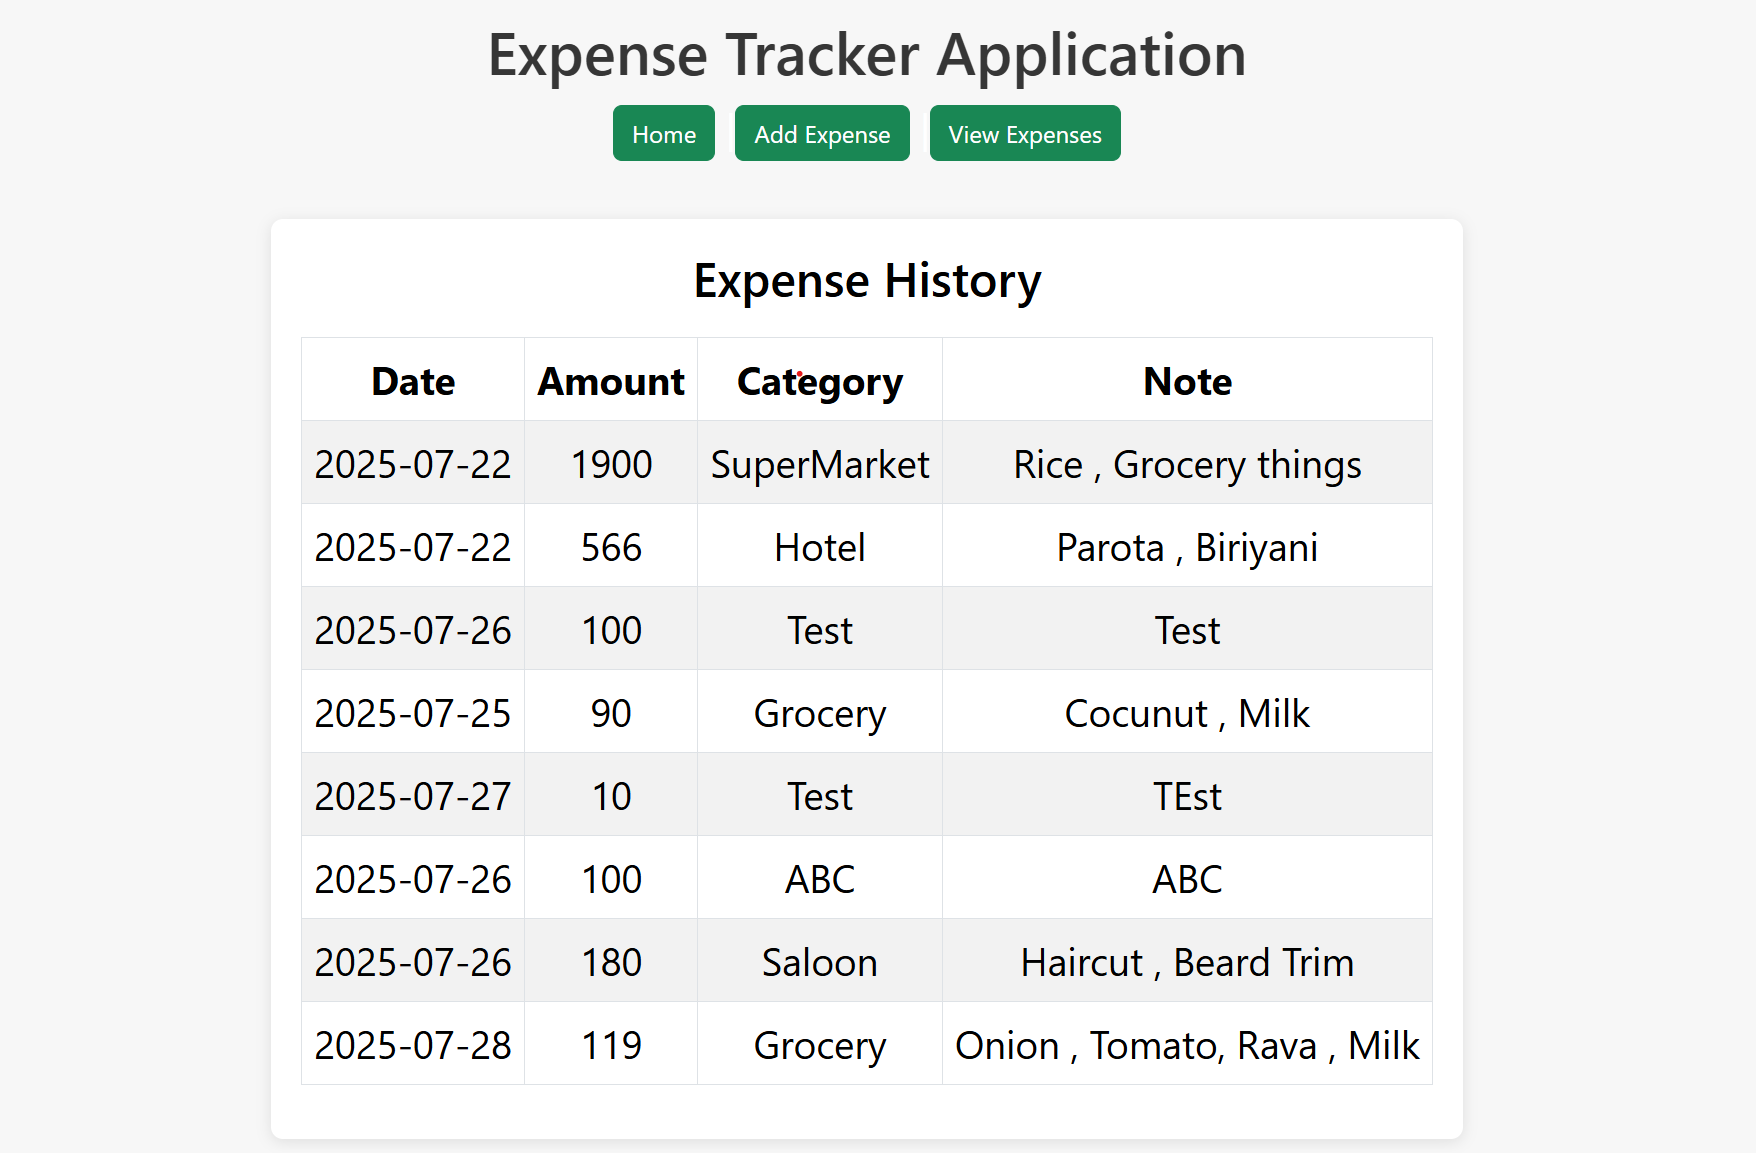 Expense Tracker Application
Home Add Expense View Expenses
Expense History
Date Amount Category Note
2025-07-22 1900 SuperMarket Rice , Grocery things
2025-07-22 566 Hotel Parota , Biriyani
2025-07-26 100 Test Test
2025-07-25 90 Grocery Cocunut , Milk
2025-07-27 10 Test TEst
2025-07-26 100 ABC ABC
2025-07-26 180 Saloon Haircut , Beard Trim
2025-07-28 119 Grocery Onion , Tomato, Rava , Milk